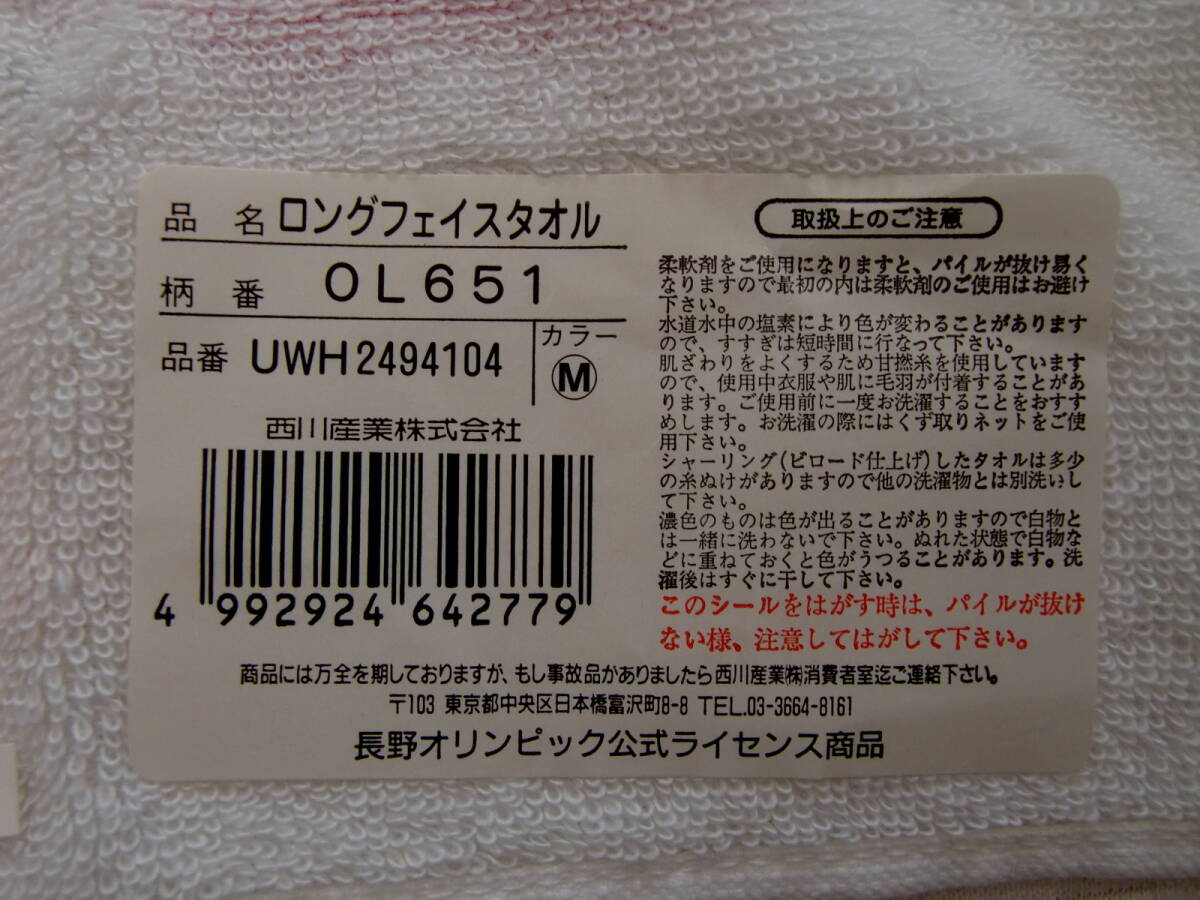 品名 ロングフェイスタオル
柄番 OL651
品番 UWH2494104
カラー
M
西川産業株式会社
4 992924 642779
取扱上のご注意
柔軟剤をご使用になりますと、パイルが抜け易く
なりますので最初の内は柔軟剤のご使用はお避け
下さい。
水道水中の塩素により色が変わることがあります
ので、すすぎは短時間に行なって下さい。
肌ざわりをよくするため甘撚糸を使用しています
ので、使用中衣服や肌に毛羽が付着することがあ
ります。ご使用前に一度お洗濯することをおすす
めします。お洗濯の際にはくず取りネットをご使
用下さい。
シャーリング(ビロード仕上げ)したタオルは多少
の糸ぬけがありますので他の洗濯物とは別洗いし
て下さい。
濃色のものは色が出ることがありますので白物と
は一緒に洗わないで下さい。ぬれた状態で白物な
どに重ねておくと色がうつることがあります。洗
濯後はすぐに干して下さい。
このシールをはがす時は、パイルが抜け
ない様、注意してはがして下さい。
商品には万全を期しておりますが、もし事故品がありましたら西川産業㈱消費者室迄ご連絡下さい。
〒103 東京都中央区日本橋富沢町8-8 TEL.03-3664-8161
長野オリンピック公式ライセンス商品